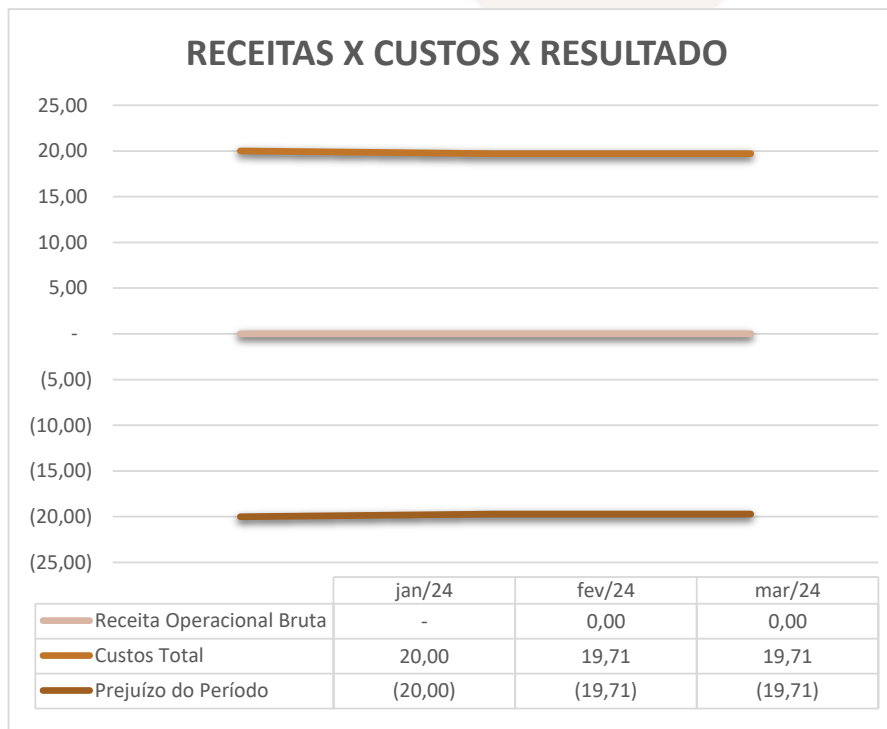 RECEITAS X CUSTOS X RESULTADO
25,00
20,00
15,00
10,00
5,00
-
(5,00)
(10,00)
(15,00)
(20,00)
(25,00)
jan/24 fev/24 mar/24
Receita Operacional Bruta - 0,00 0,00
Custos Total 20,00 19,71 19,71
Prejuízo do Período (20,00) (19,71) (19,71)